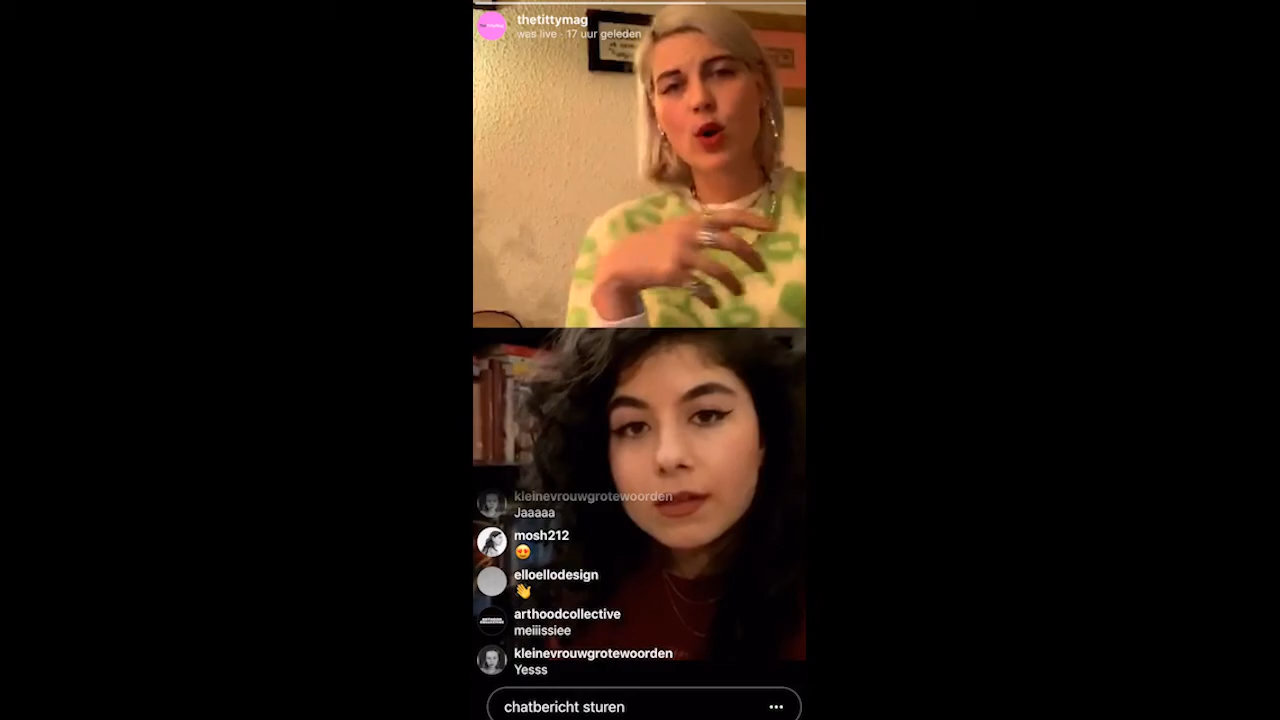 thetittymag
was live · 17 uur geleden
kleinevrouwgrotewoorden
Jaaaaa
mosh212
😍
elloellodesign
👋
arthoodcollective
meiiissiee
kleinevrouwgrotewoorden
Yesss
chatbericht sturen